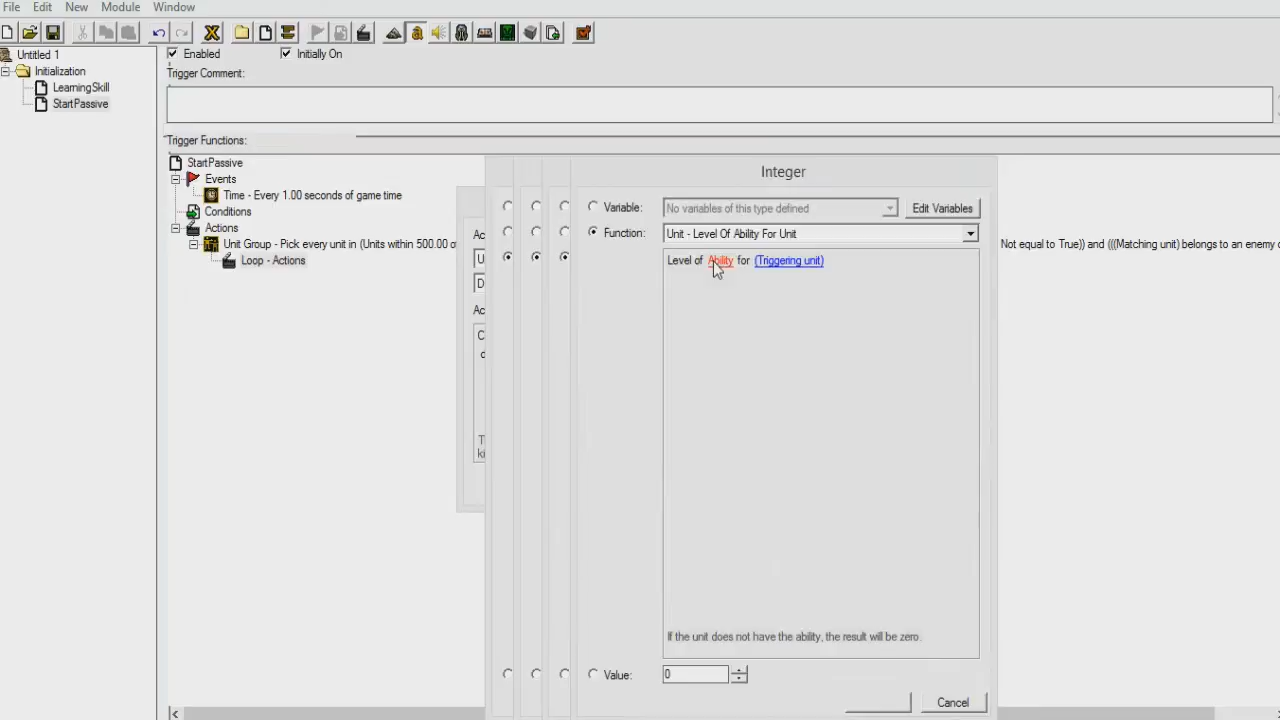 File Edit New Module Window
Untitled 1
Initialization
LearningSkill
StartPassive
Enabled Initially On
Trigger Comment:
Trigger Functions:
StartPassive
Events
Time - Every 1.00 seconds of game time
Conditions
Actions
Unit Group - Pick every unit in (Units within 500.00 o
Loop - Actions
Not equal to True)) and (((Matching unit) belongs to an enemy o
Integer
Variable: No variables of this type defined Edit Variables
Function: Unit - Level Of Ability For Unit
Level of Ability for (Triggering unit)
If the unit does not have the ability, the result will be zero.
Value: 0
Cancel